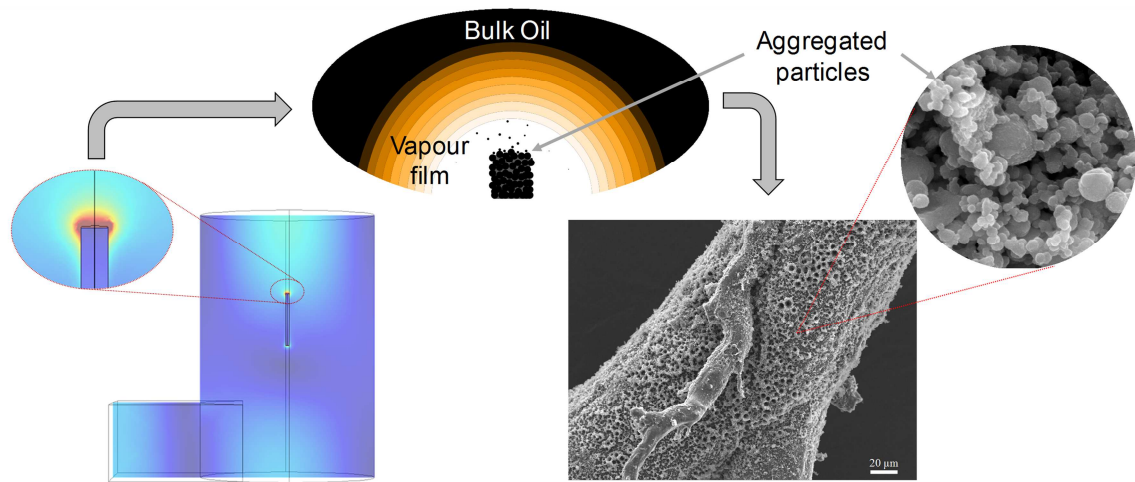 Bulk Oil
Aggregated
particles
Vapour
film
20 μm